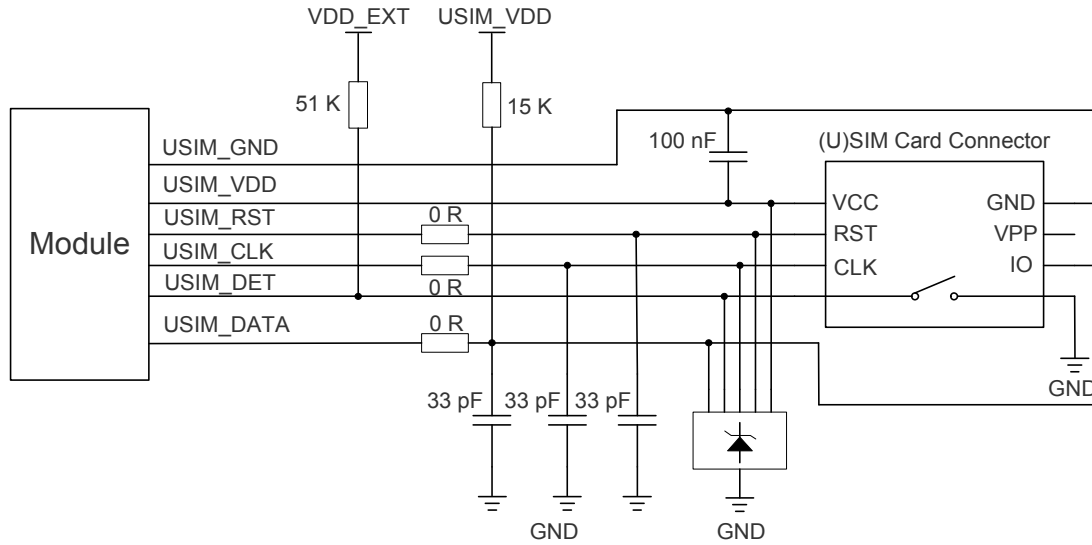 VDD_EXT USIM_VDD
51 K 15 K
100 nF (U)SIM Card Connector
USIM_GND
USIM_VDD
VCC GND
USIM_RST 0 R
RST VPP
Module
USIM_CLK
CLK IO
USIM_DET 0 R
USIM_DATA 0 R
GND
33 pF 33 pF 33 pF
GND GND